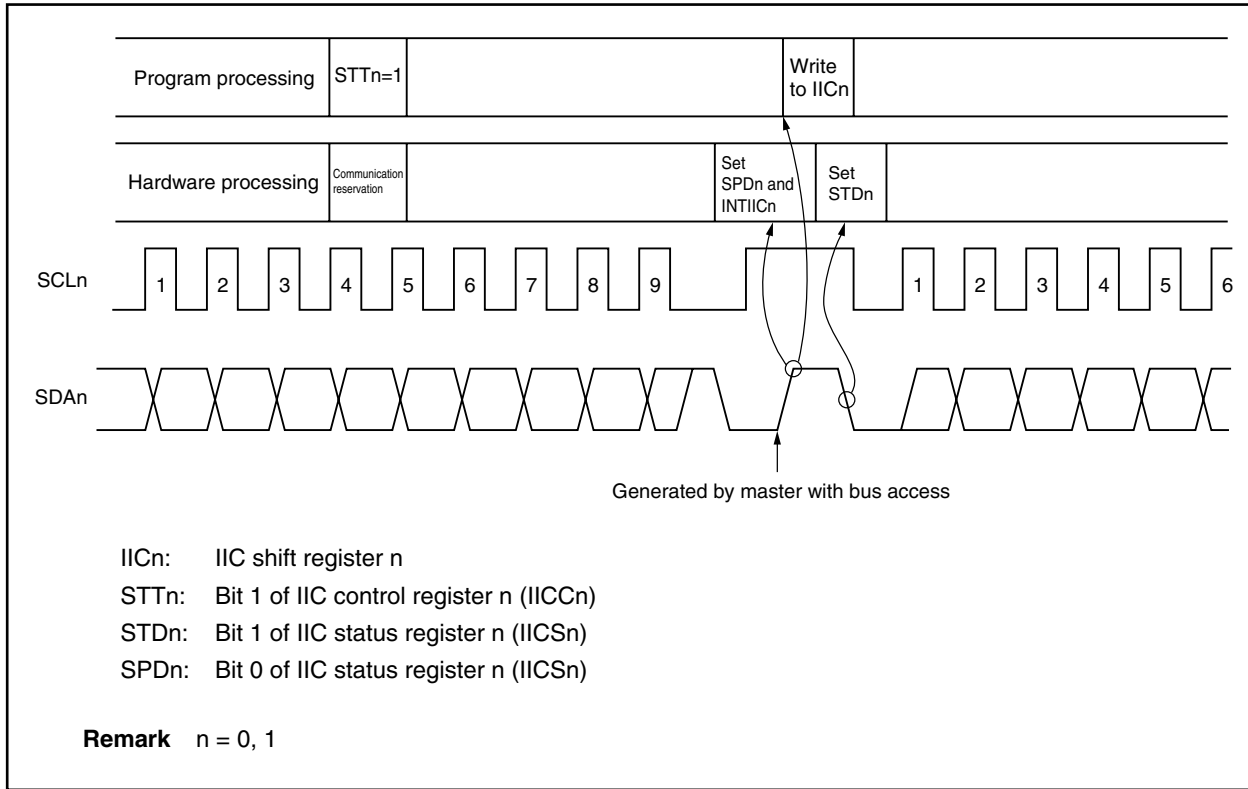 Program processing
STTn=1
Write
to IICn
Hardware processing
Communication
reservation
Set
SPDn and
INTIICn
Set
STDn
SCLn
1 2 3 4 5 6 7 8 9 1 2 3 4 5 6
SDAn
Generated by master with bus access
IICn: IIC shift register n
STTn: Bit 1 of IIC control register n (IICCn)
STDn: Bit 1 of IIC status register n (IICSn)
SPDn: Bit 0 of IIC status register n (IICSn)
Remark n = 0, 1